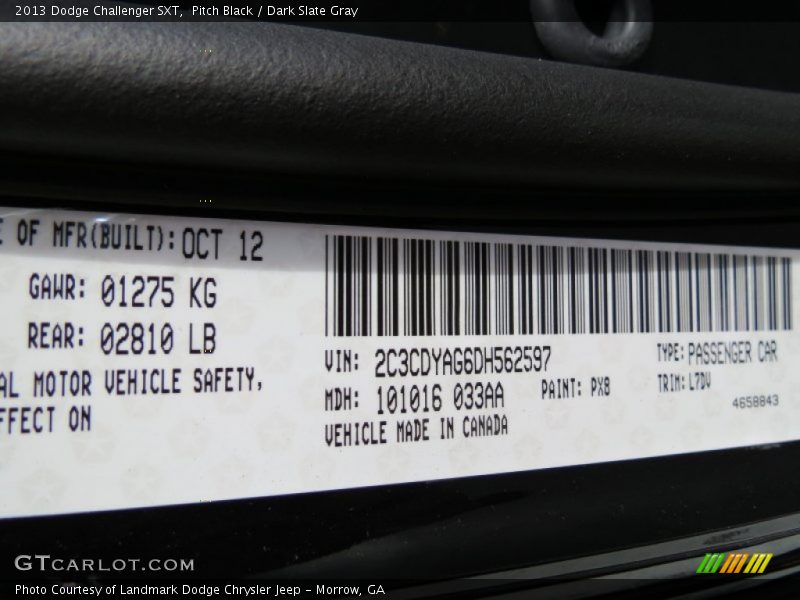 2013 Dodge Challenger SXT, Pitch Black / Dark Slate Gray
E OF MFR(BUILT): OCT 12
GAWR: 01275 KG
REAR: 02810 LB
AL MOTOR VEHICLE SAFETY,
FFECT ON
VIN: 2C3CDYAG6DH562597
TYPE: PASSENGER CAR
MDH: 101016 033AA PAINT: PX8
TRIM: L7DV
VEHICLE MADE IN CANADA
4658843
GTCARLOT.COM
Photo Courtesy of Landmark Dodge Chrysler Jeep - Morrow, GA